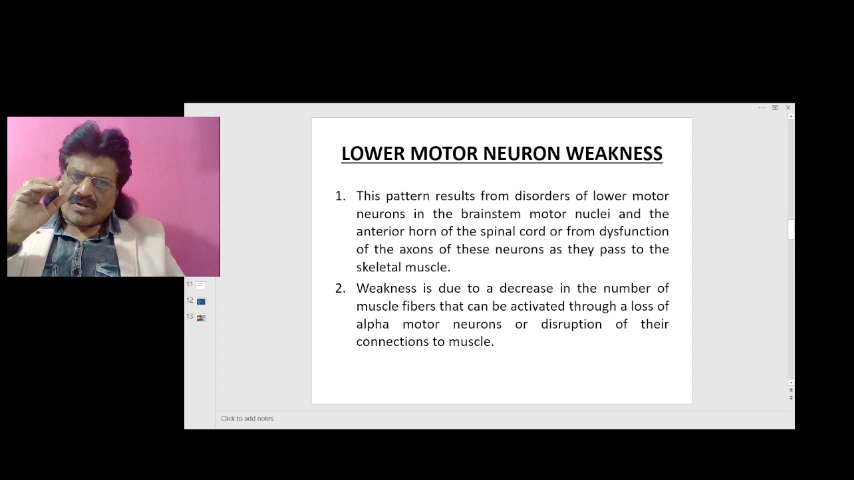 LOWER MOTOR NEURON WEAKNESS
1. This pattern results from disorders of lower motor
neurons in the brainstem motor nuclei and the
anterior horn of the spinal cord or from dysfunction
of the axons of these neurons as they pass to the
skeletal muscle.
2. Weakness is due to a decrease in the number of
muscle fibers that can be activated through a loss of
alpha motor neurons or disruption of their
connections to muscle.
11
12
13
Click to add notes